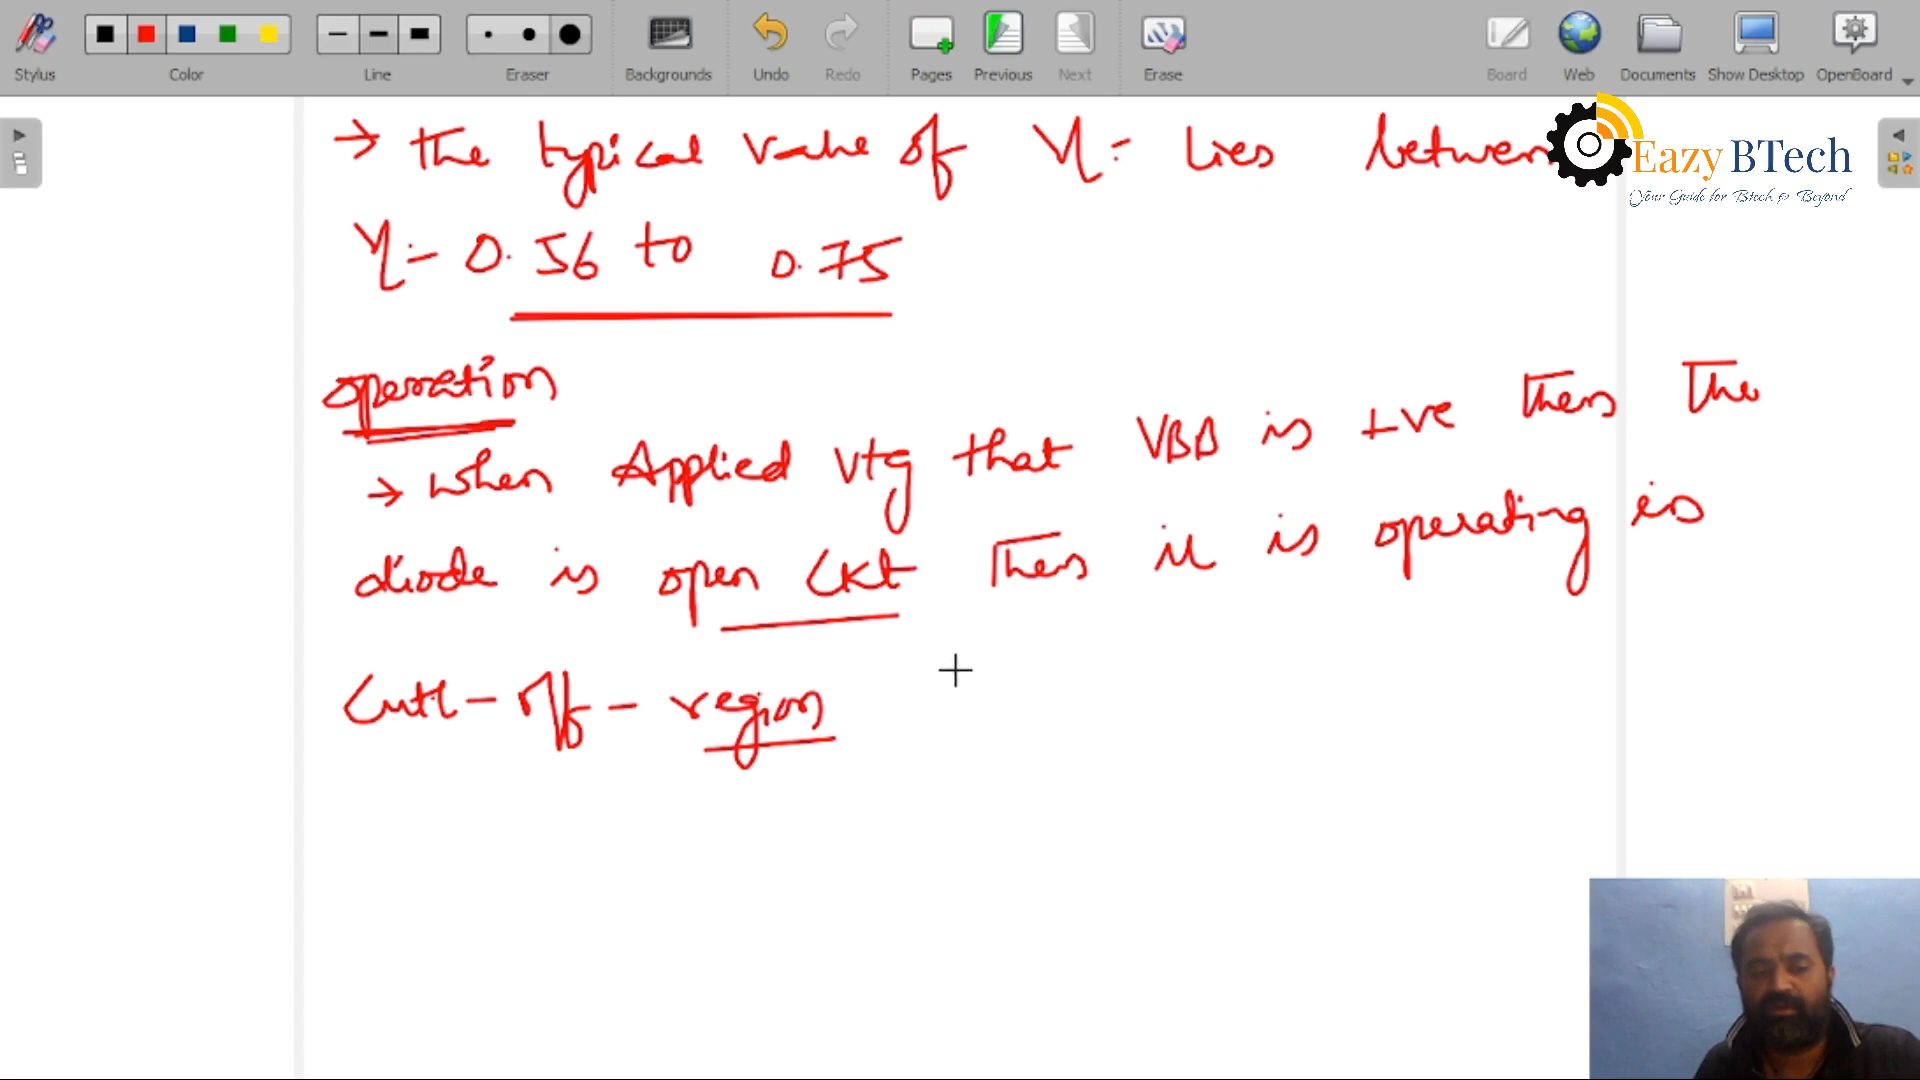 Stylus Color Line Eraser Backgrounds Undo Redo Pages Previous Next Erase Board Web Documents Show Desktop OpenBoard
→ the typical value of η = lies between
Eazy BTech
Your Guide for Btech & Beyond
η = 0.56 to 0.75
operation
→ when Applied vtg that VBB is +ve then the
diode is open ckt then it is operating is
Cutt-off-region